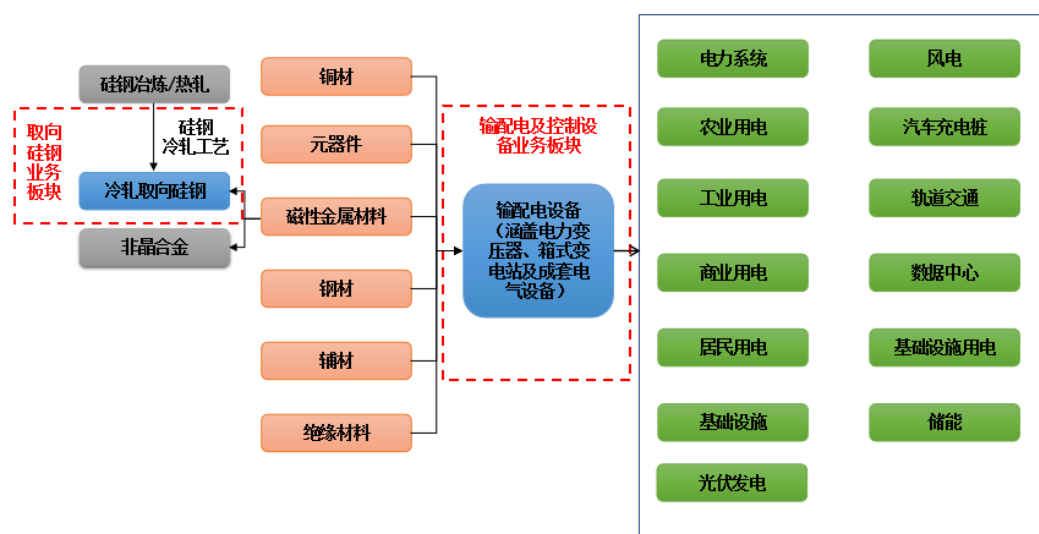 硅钢冶炼/热轧
取向
硅钢
业务
板块
硅钢
冷轧工艺
冷轧取向硅钢
非晶合金
铜材
元器件
磁性金属材料
钢材
辅材
绝缘材料
输配电及控制设
备业务板块
输配电设备
（涵盖电力变
压器、箱式变
电站及成套电
气设备）
电力系统
风电
农业用电
汽车充电桩
工业用电
轨道交通
商业用电
数据中心
居民用电
基础设施用电
基础设施
储能
光伏发电